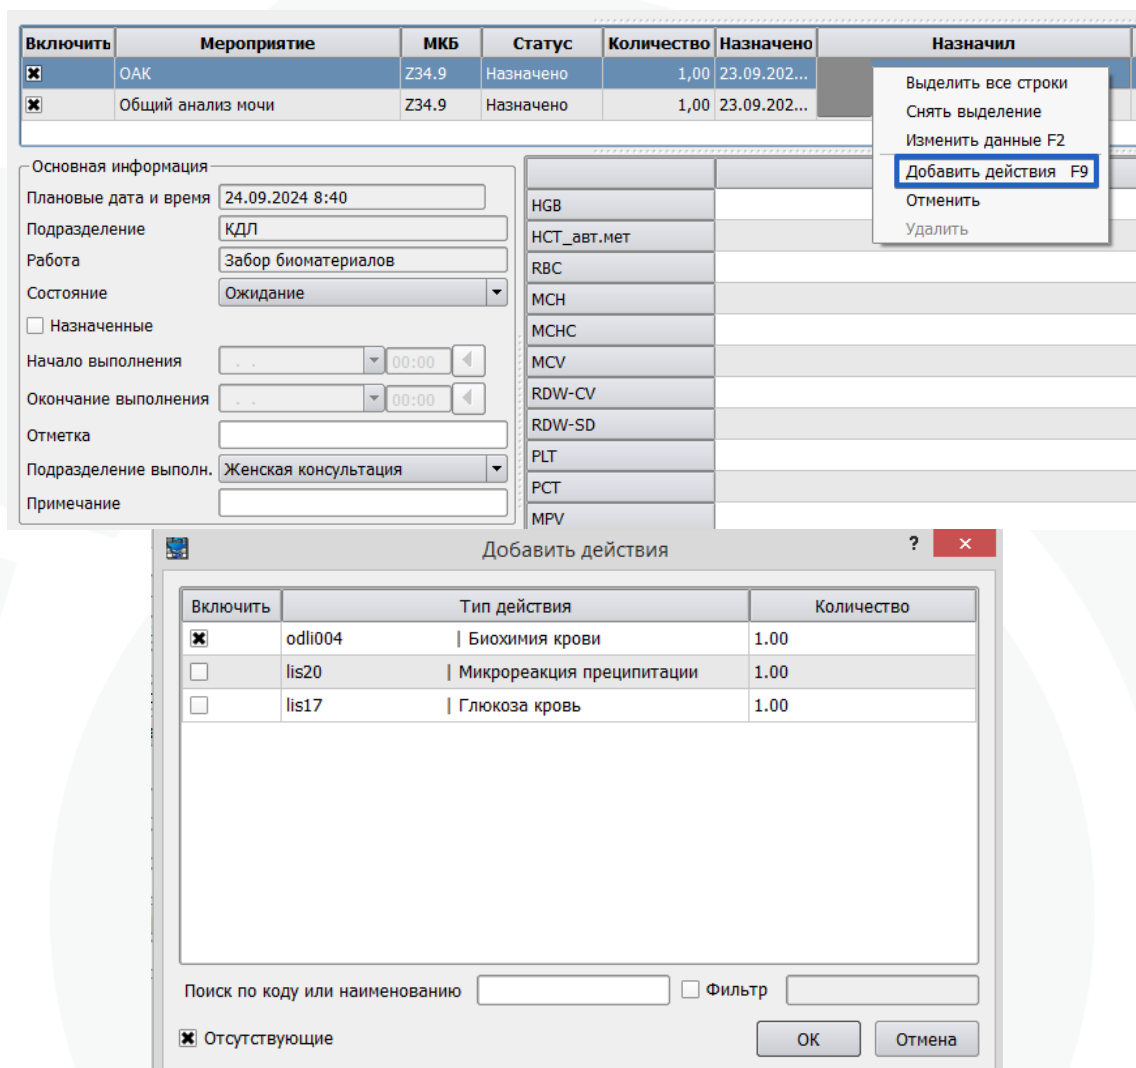 Включить Мероприятие МКБ Статус Количество Назначено Назначил
ОАК Z34.9 Назначено 1,00 23.09.202...
Общий анализ мочи Z34.9 Назначено 1,00 23.09.202...
Выделить все строки
Снять выделение
Изменить данные F2
Добавить действия F9
Отменить
Удалить
Основная информация
Плановые дата и время 24.09.2024 8:40
Подразделение КДЛ
Работа Забор биоматериалов
Состояние Ожидание
Назначенные
Начало выполнения . . 00:00
Окончание выполнения . . 00:00
Отметка
Подразделение выполн. Женская консультация
Примечание
HGB
НСТ_авт.мет
RBC
MCH
MCHC
MCV
RDW-CV
RDW-SD
PLT
PCT
MPV
Добавить действия ? ×
Включить Тип действия Количество
odli004 | Биохимия крови 1.00
lis20 | Микрореакция преципитации 1.00
lis17 | Глюкоза кровь 1.00
Поиск по коду или наименованию Фильтр
Отсутствующие ОК Отмена